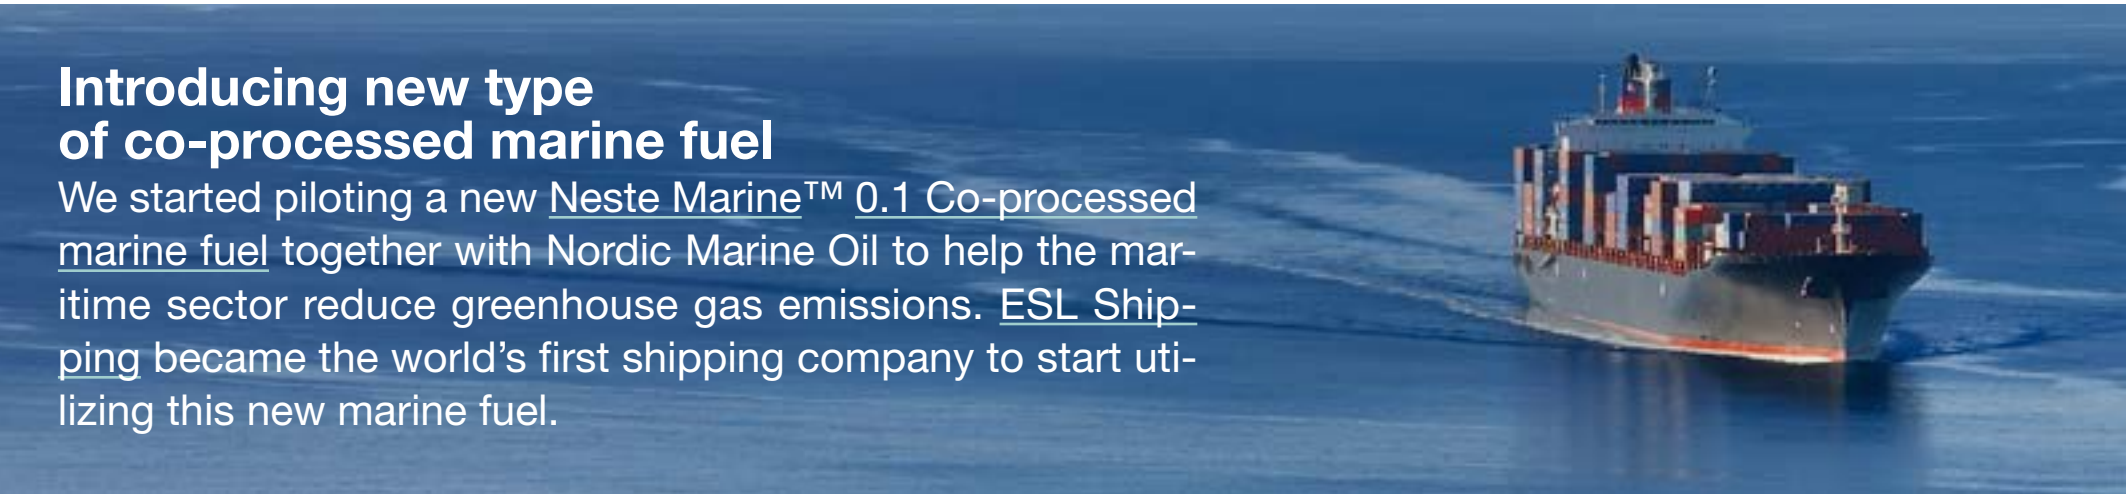 Introducing new type
of co-processed marine fuel
We started piloting a new Neste Marine™ 0.1 Co-processed
marine fuel together with Nordic Marine Oil to help the mar-
itime sector reduce greenhouse gas emissions. ESL Ship-
ping became the world’s first shipping company to start uti-
lizing this new marine fuel.